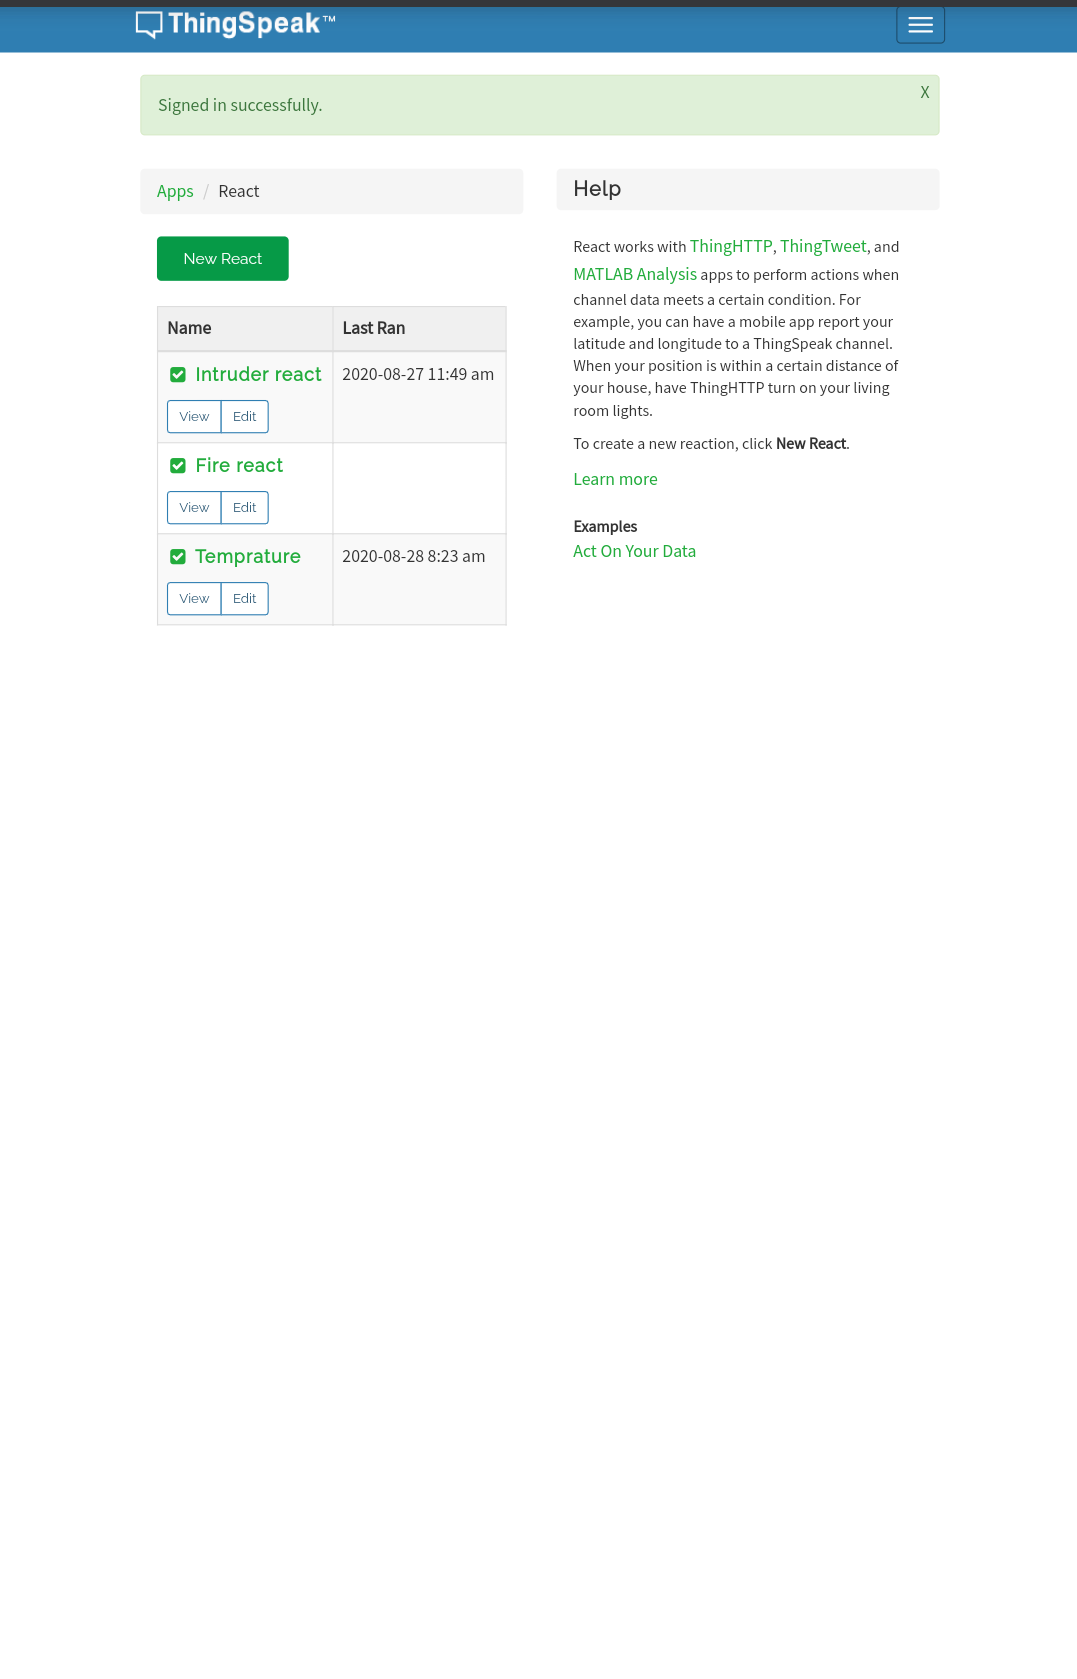 ThingSpeak™
Signed in successfully.
X
Apps / React
New React
Name Last Ran
Intruder react 2020-08-27 11:49 am
View Edit
Fire react
View Edit
Temprature 2020-08-28 8:23 am
View Edit
Help
React works with ThingHTTP, ThingTweet, and
MATLAB Analysis apps to perform actions when
channel data meets a certain condition. For
example, you can have a mobile app report your
latitude and longitude to a ThingSpeak channel.
When your position is within a certain distance of
your house, have ThingHTTP turn on your living
room lights.
To create a new reaction, click New React.
Learn more
Examples
Act On Your Data